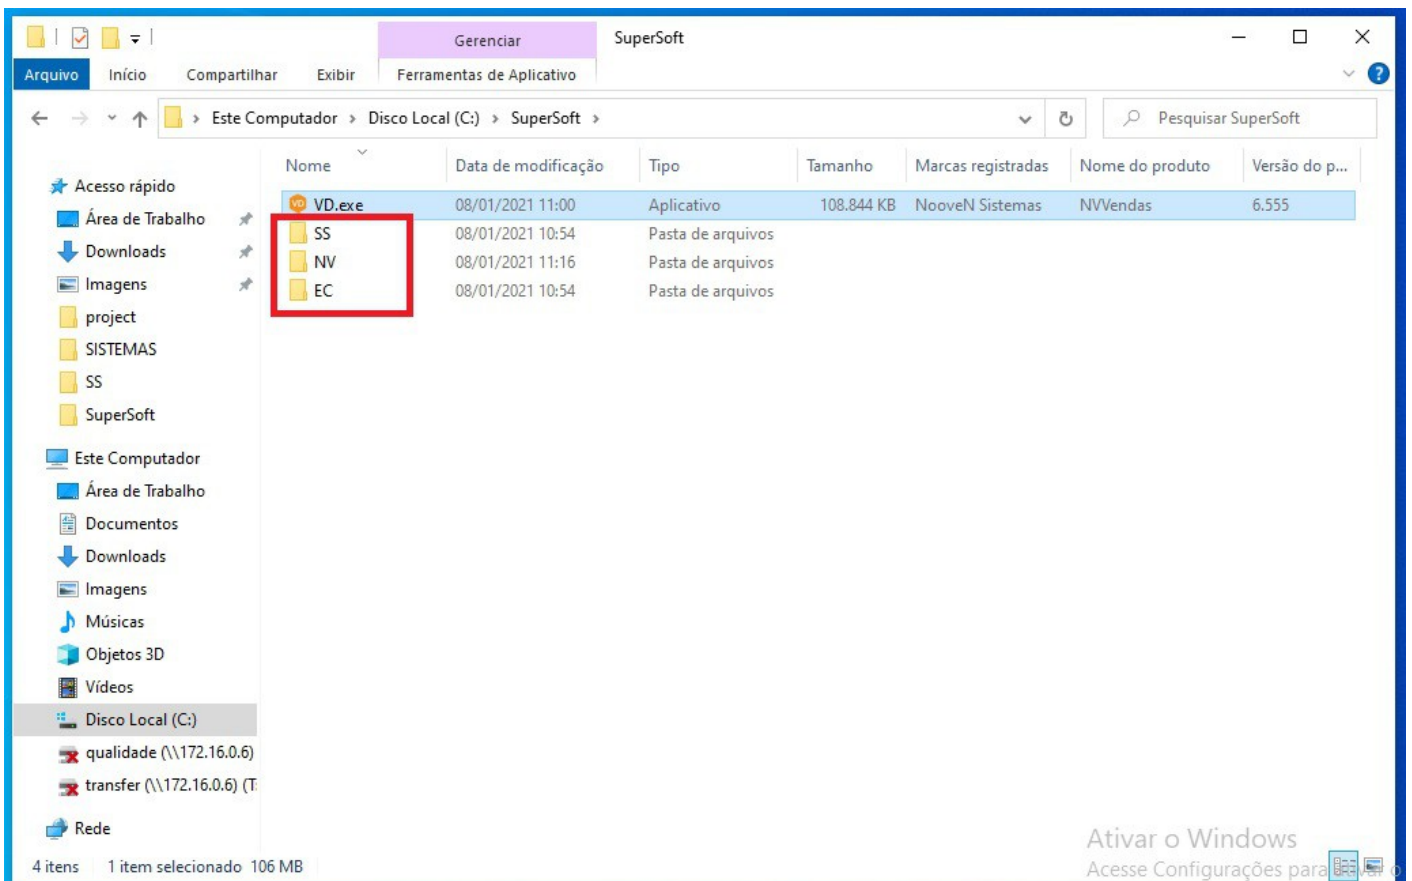 Gerenciar SuperSoft
Arquivo Início Compartilhar Exibir Ferramentas de Aplicativo
Este Computador > Disco Local (C:) > SuperSoft > Pesquisar SuperSoft
Nome Data de modificação Tipo Tamanho Marcas registradas Nome do produto Versão do p...
VD.exe 08/01/2021 11:00 Aplicativo 108.844 KB NooveN Sistemas NVVendas 6.555
SS 08/01/2021 10:54 Pasta de arquivos
NV 08/01/2021 11:16 Pasta de arquivos
EC 08/01/2021 10:54 Pasta de arquivos
Acesso rápido
Área de Trabalho
Downloads
Imagens
project
SISTEMAS
SS
SuperSoft
Este Computador
Área de Trabalho
Documentos
Downloads
Imagens
Músicas
Objetos 3D
Vídeos
Disco Local (C:)
qualidade (\\172.16.0.6)
transfer (\\172.16.0.6) (T:
Rede
4 itens 1 item selecionado 106 MB
Ativar o Windows
Acesse Configurações para